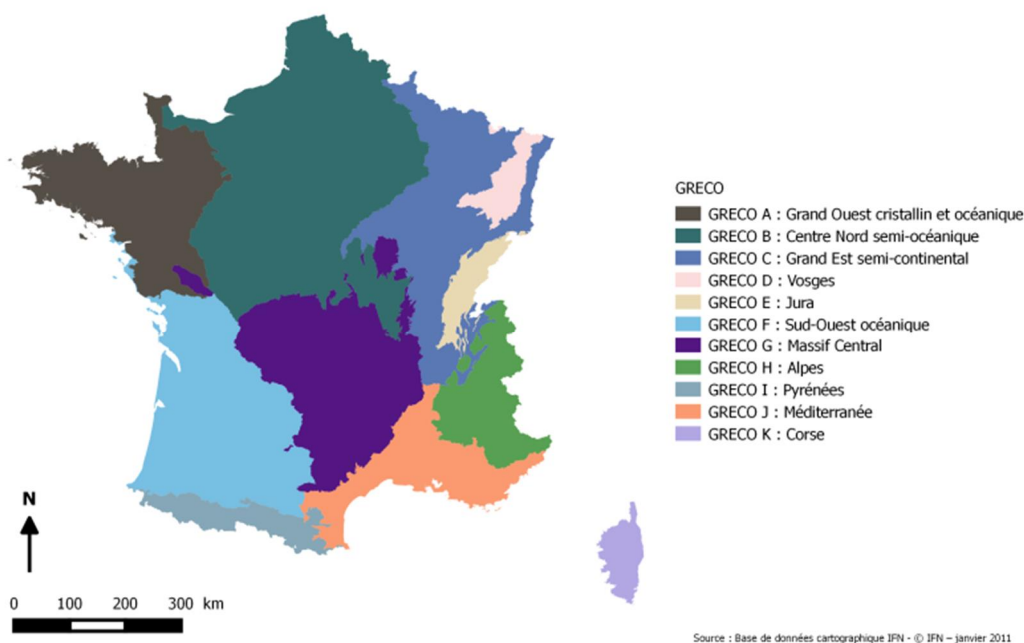 GRECO
GRECO A : Grand Ouest cristallin et océanique
GRECO B : Centre Nord semi-océanique
GRECO C : Grand Est semi-continental
GRECO D : Vosges
GRECO E : Jura
GRECO F : Sud-Ouest océanique
GRECO G : Massif Central
GRECO H : Alpes
GRECO I : Pyrénées
GRECO J : Méditerranée
GRECO K : Corse
N
0 100 200 300 km
Source : Base de données cartographique IFN - © IFN – janvier 2011